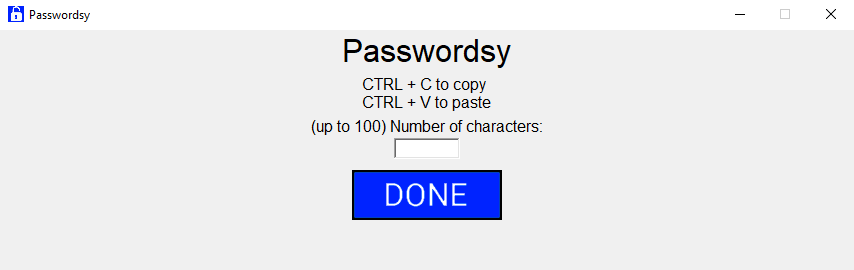 Passwordsy
Passwordsy
CTRL + C to copy
CTRL + V to paste
(up to 100) Number of characters:
DONE